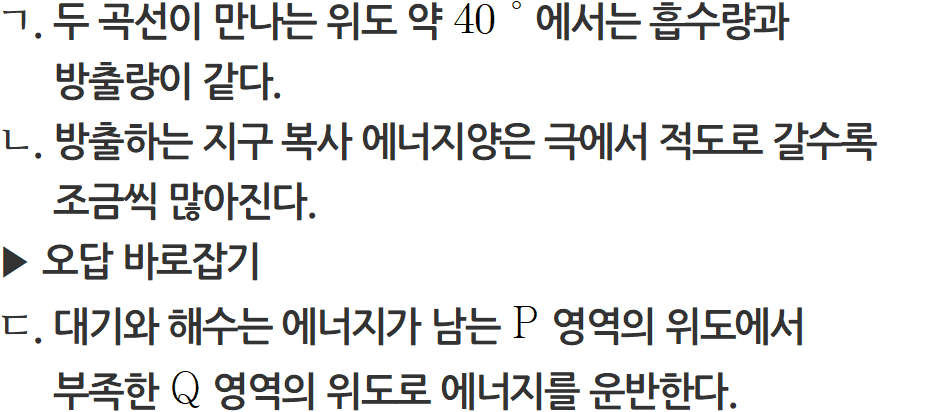 ㄱ. 두 곡선이 만나는 위도 약 40°에서는 흡수량과
방출량이 같다.
ㄴ. 방출하는 지구 복사 에너지양은 극에서 적도로 갈수록
조금씩 많아진다.
▶ 오답 바로잡기
ㄷ. 대기와 해수는 에너지가 남는 P 영역의 위도에서
부족한 Q 영역의 위도로 에너지를 운반한다.